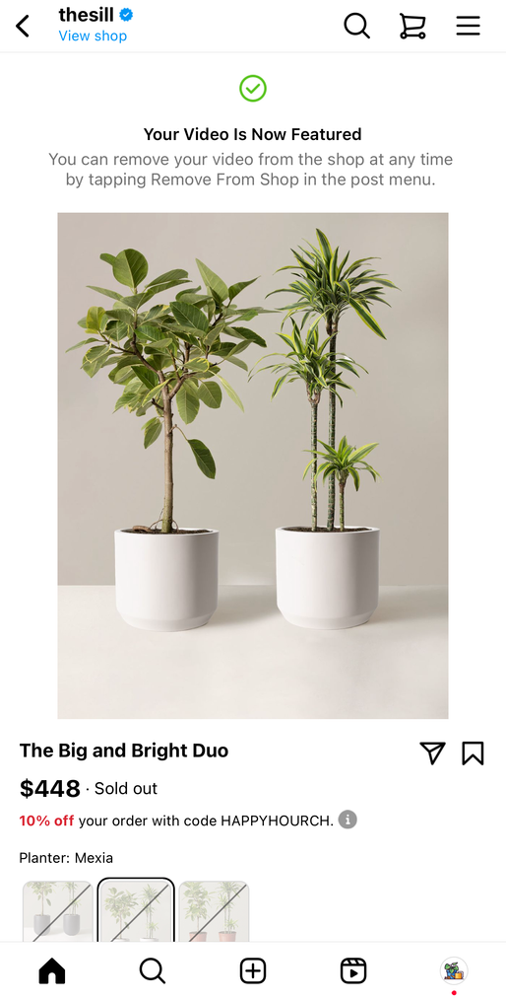 thesill
View shop
Your Video Is Now Featured
You can remove your video from the shop at any time
by tapping Remove From Shop in the post menu.
The Big and Bright Duo
$448 · Sold out
10% off your order with code HAPPYHOURCH.
Planter: Mexia